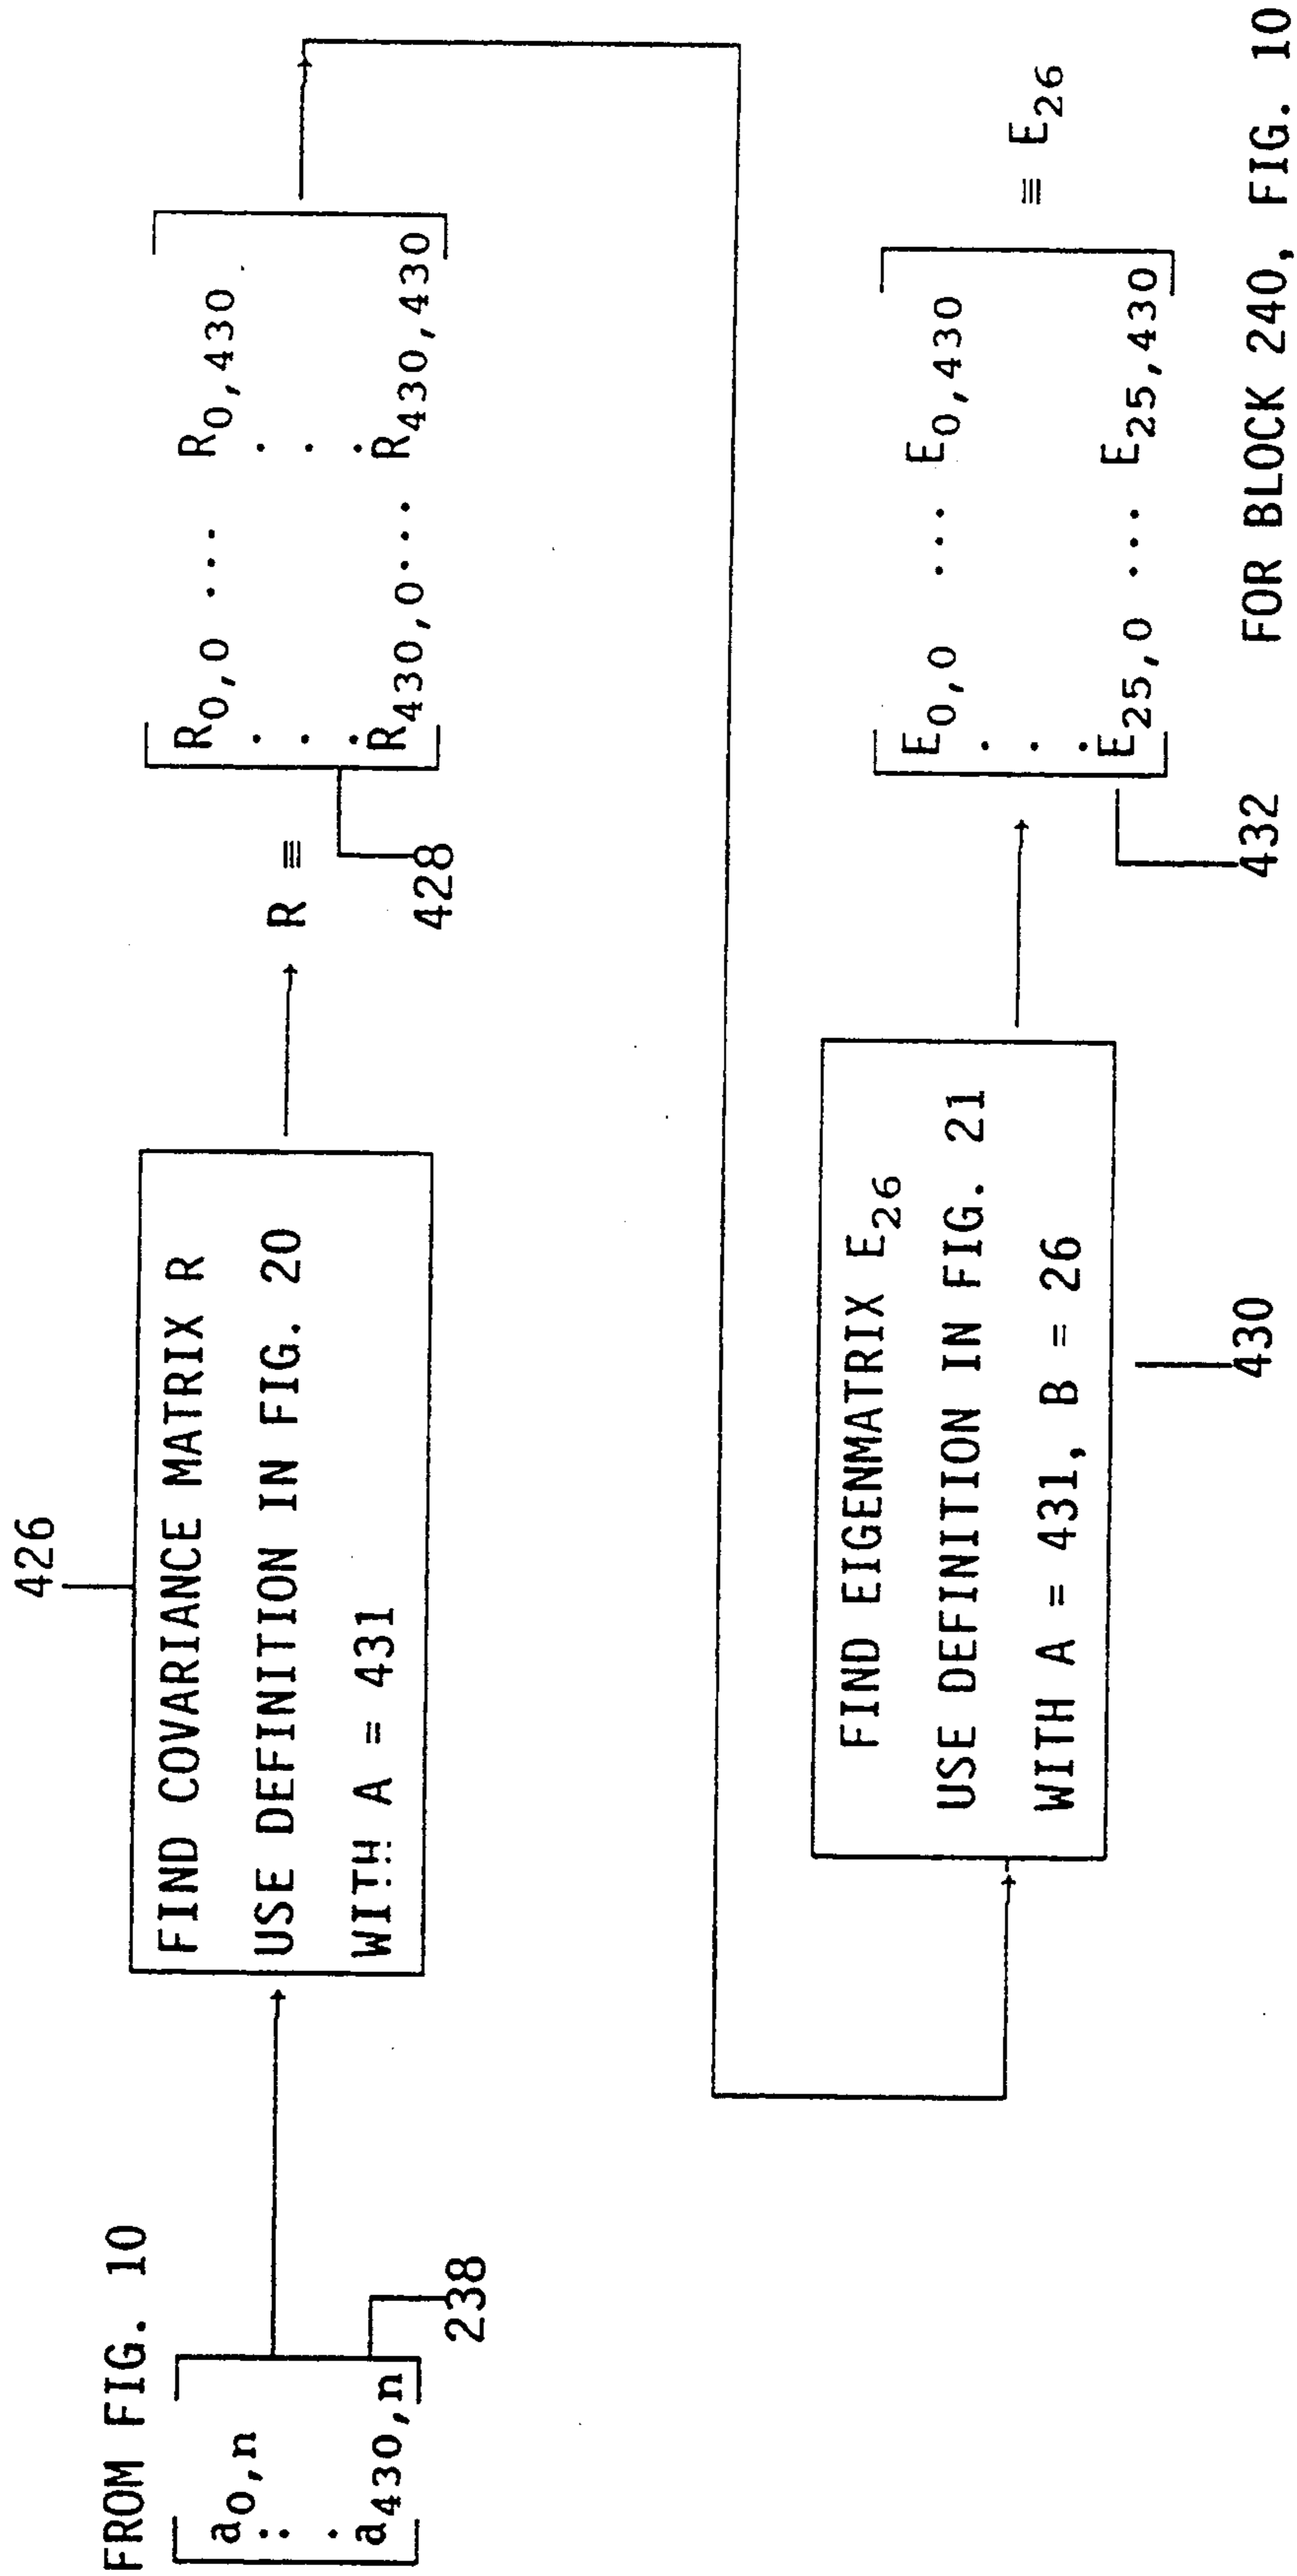 FROM FIG. 10
a0,n
:
.
a430,n
238
426
FIND COVARIANCE MATRIX R
USE DEFINITION IN FIG. 20
WITH A = 431
R ≡
R0,0 ... R0,430
. .
. .
. .
R430,0 ... R430,430
428
FIND EIGENMATRIX E26
USE DEFINITION IN FIG. 21
WITH A = 431, B = 26
430
E0,0 ... E0,430
.
.
.
E25,0 ... E25,430
≡ E26
432
FOR BLOCK 240, FIG. 10